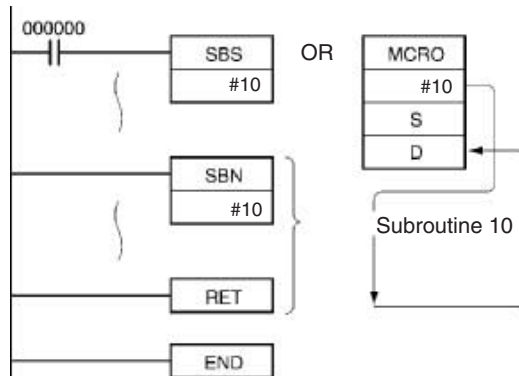 000000
SBS
#10
OR
MCRO
#10
S
D
SBN
#10
Subroutine 10
RET
END